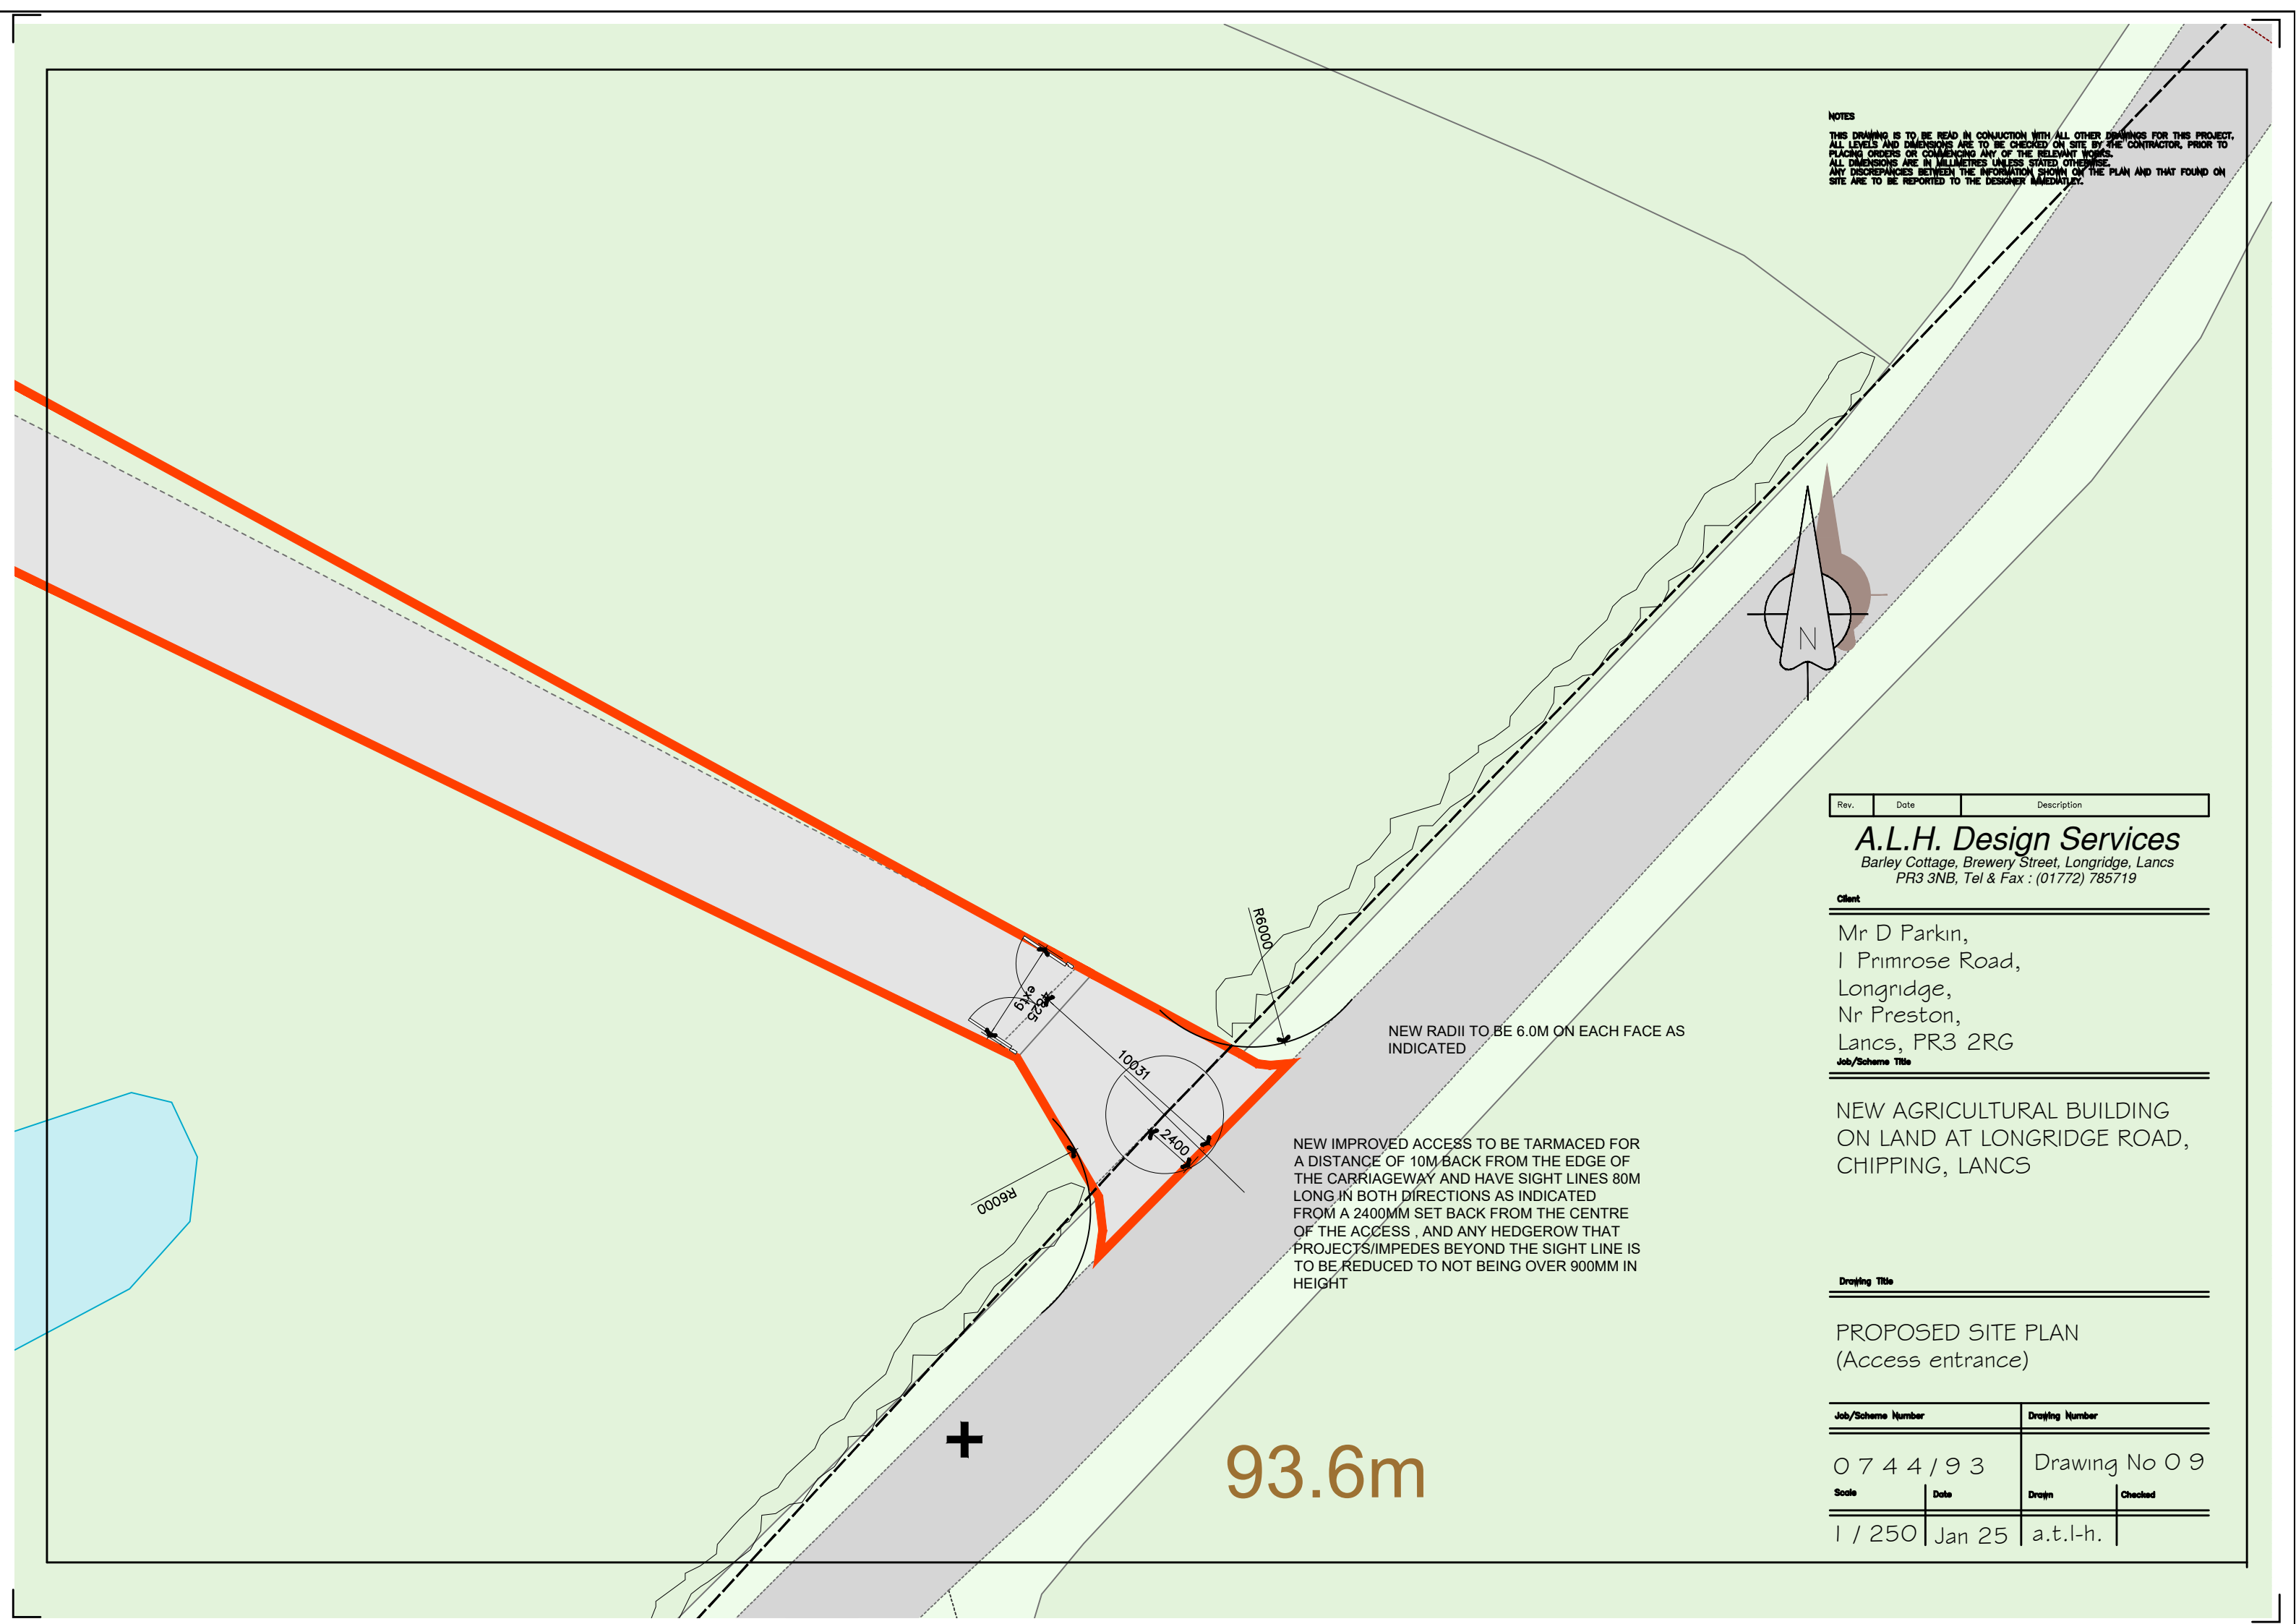 NOTES
THIS DRAWING IS TO BE READ IN CONJUCTION WITH ALL OTHER DRAWINGS FOR THIS PROJECT.
ALL LEVELS AND DIMENSIONS ARE TO BE CHECKED ON SITE BY THE CONTRACTOR, PRIOR TO
PLACING ORDERS OR COMMENCING ANY OF THE RELEVANT WORKS.
ALL DIMENSIONS ARE IN MILLIMETRES UNLESS STATED OTHERWISE.
ANY DISCREPANCIES BETWEEN THE INFORMATION SHOWN ON THE PLAN AND THAT FOUND ON
SITE ARE TO BE REPORTED TO THE DESIGNER IMMEDIATLEY.
N
R6000
4825
extg
10031
2400
R6000
NEW RADII TO BE 6.0M ON EACH FACE AS
INDICATED
NEW IMPROVED ACCESS TO BE TARMACED FOR
A DISTANCE OF 10M BACK FROM THE EDGE OF
THE CARRIAGEWAY AND HAVE SIGHT LINES 80M
LONG IN BOTH DIRECTIONS AS INDICATED
FROM A 2400MM SET BACK FROM THE CENTRE
OF THE ACCESS , AND ANY HEDGEROW THAT
PROJECTS/IMPEDES BEYOND THE SIGHT LINE IS
TO BE REDUCED TO NOT BEING OVER 900MM IN
HEIGHT
93.6m
Rev. Date Description
A.L.H. Design Services
Barley Cottage, Brewery Street, Longridge, Lancs
PR3 3NB, Tel & Fax : (01772) 785719
Client
Mr D Parkin,
1 Primrose Road,
Longridge,
Nr Preston,
Lancs, PR3 2RG
Job/Scheme Title
NEW AGRICULTURAL BUILDING
ON LAND AT LONGRIDGE ROAD,
CHIPPING, LANCS
Drawing Title
PROPOSED SITE PLAN
(Access entrance)
Job/Scheme Number Drawing Number
0744/93 Drawing No 09
Scale Date Drawn Checked
1 / 250 Jan 25 a.t.l-h.